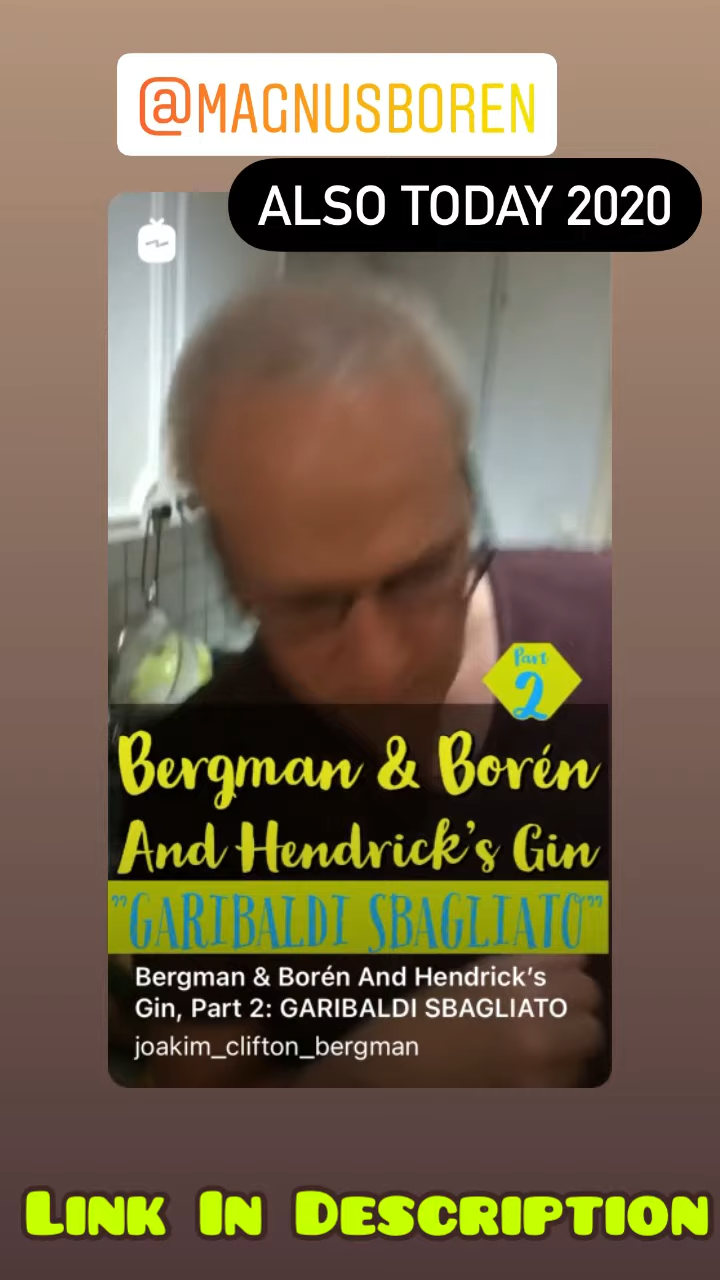 @MAGNUSBOREN
ALSO TODAY 2020
Part
2
Bergman & Borén
And Hendrick's Gin
"GARIBALDI SBAGLIATO"
Bergman & Borén And Hendrick's
Gin, Part 2: GARIBALDI SBAGLIATO
joakim_clifton_bergman
Link In Description